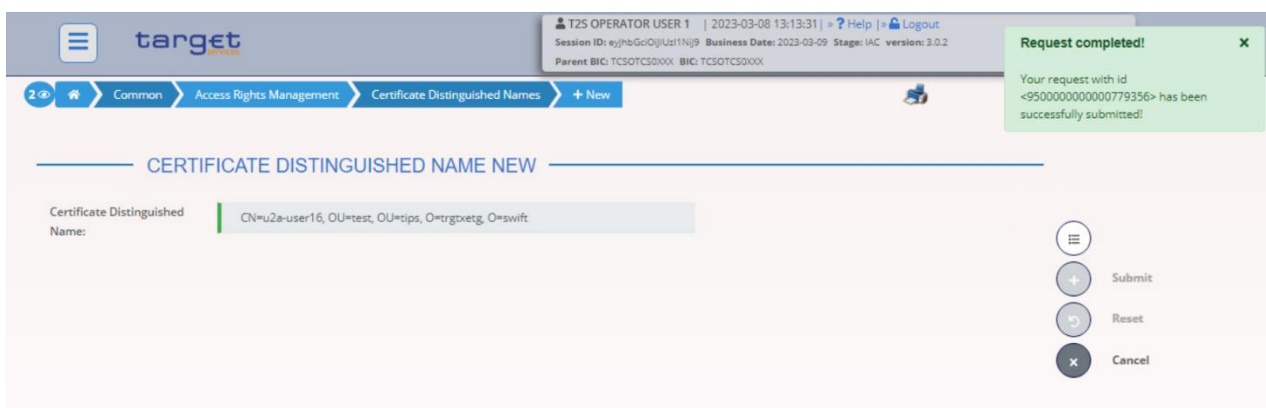 target
services
T2S OPERATOR USER 1 | 2023-03-08 13:13:31| » ? Help |» Logout
Session ID: eyJhbGciOiJIUzI1NiJ9 Business Date: 2023-03-09 Stage: IAC version: 3.0.2
Parent BIC: TCSOTCS0XXX BIC: TCSOTCS0XXX
Request completed! x
Your request with id
<9500000000000779356> has been
successfully submitted!
2 Common Access Rights Management Certificate Distinguished Names + New
CERTIFICATE DISTINGUISHED NAME NEW
Certificate Distinguished
Name:
CN=u2a-user16, OU=test, OU=tips, O=trgtxetg, O=swift
Submit
Reset
Cancel